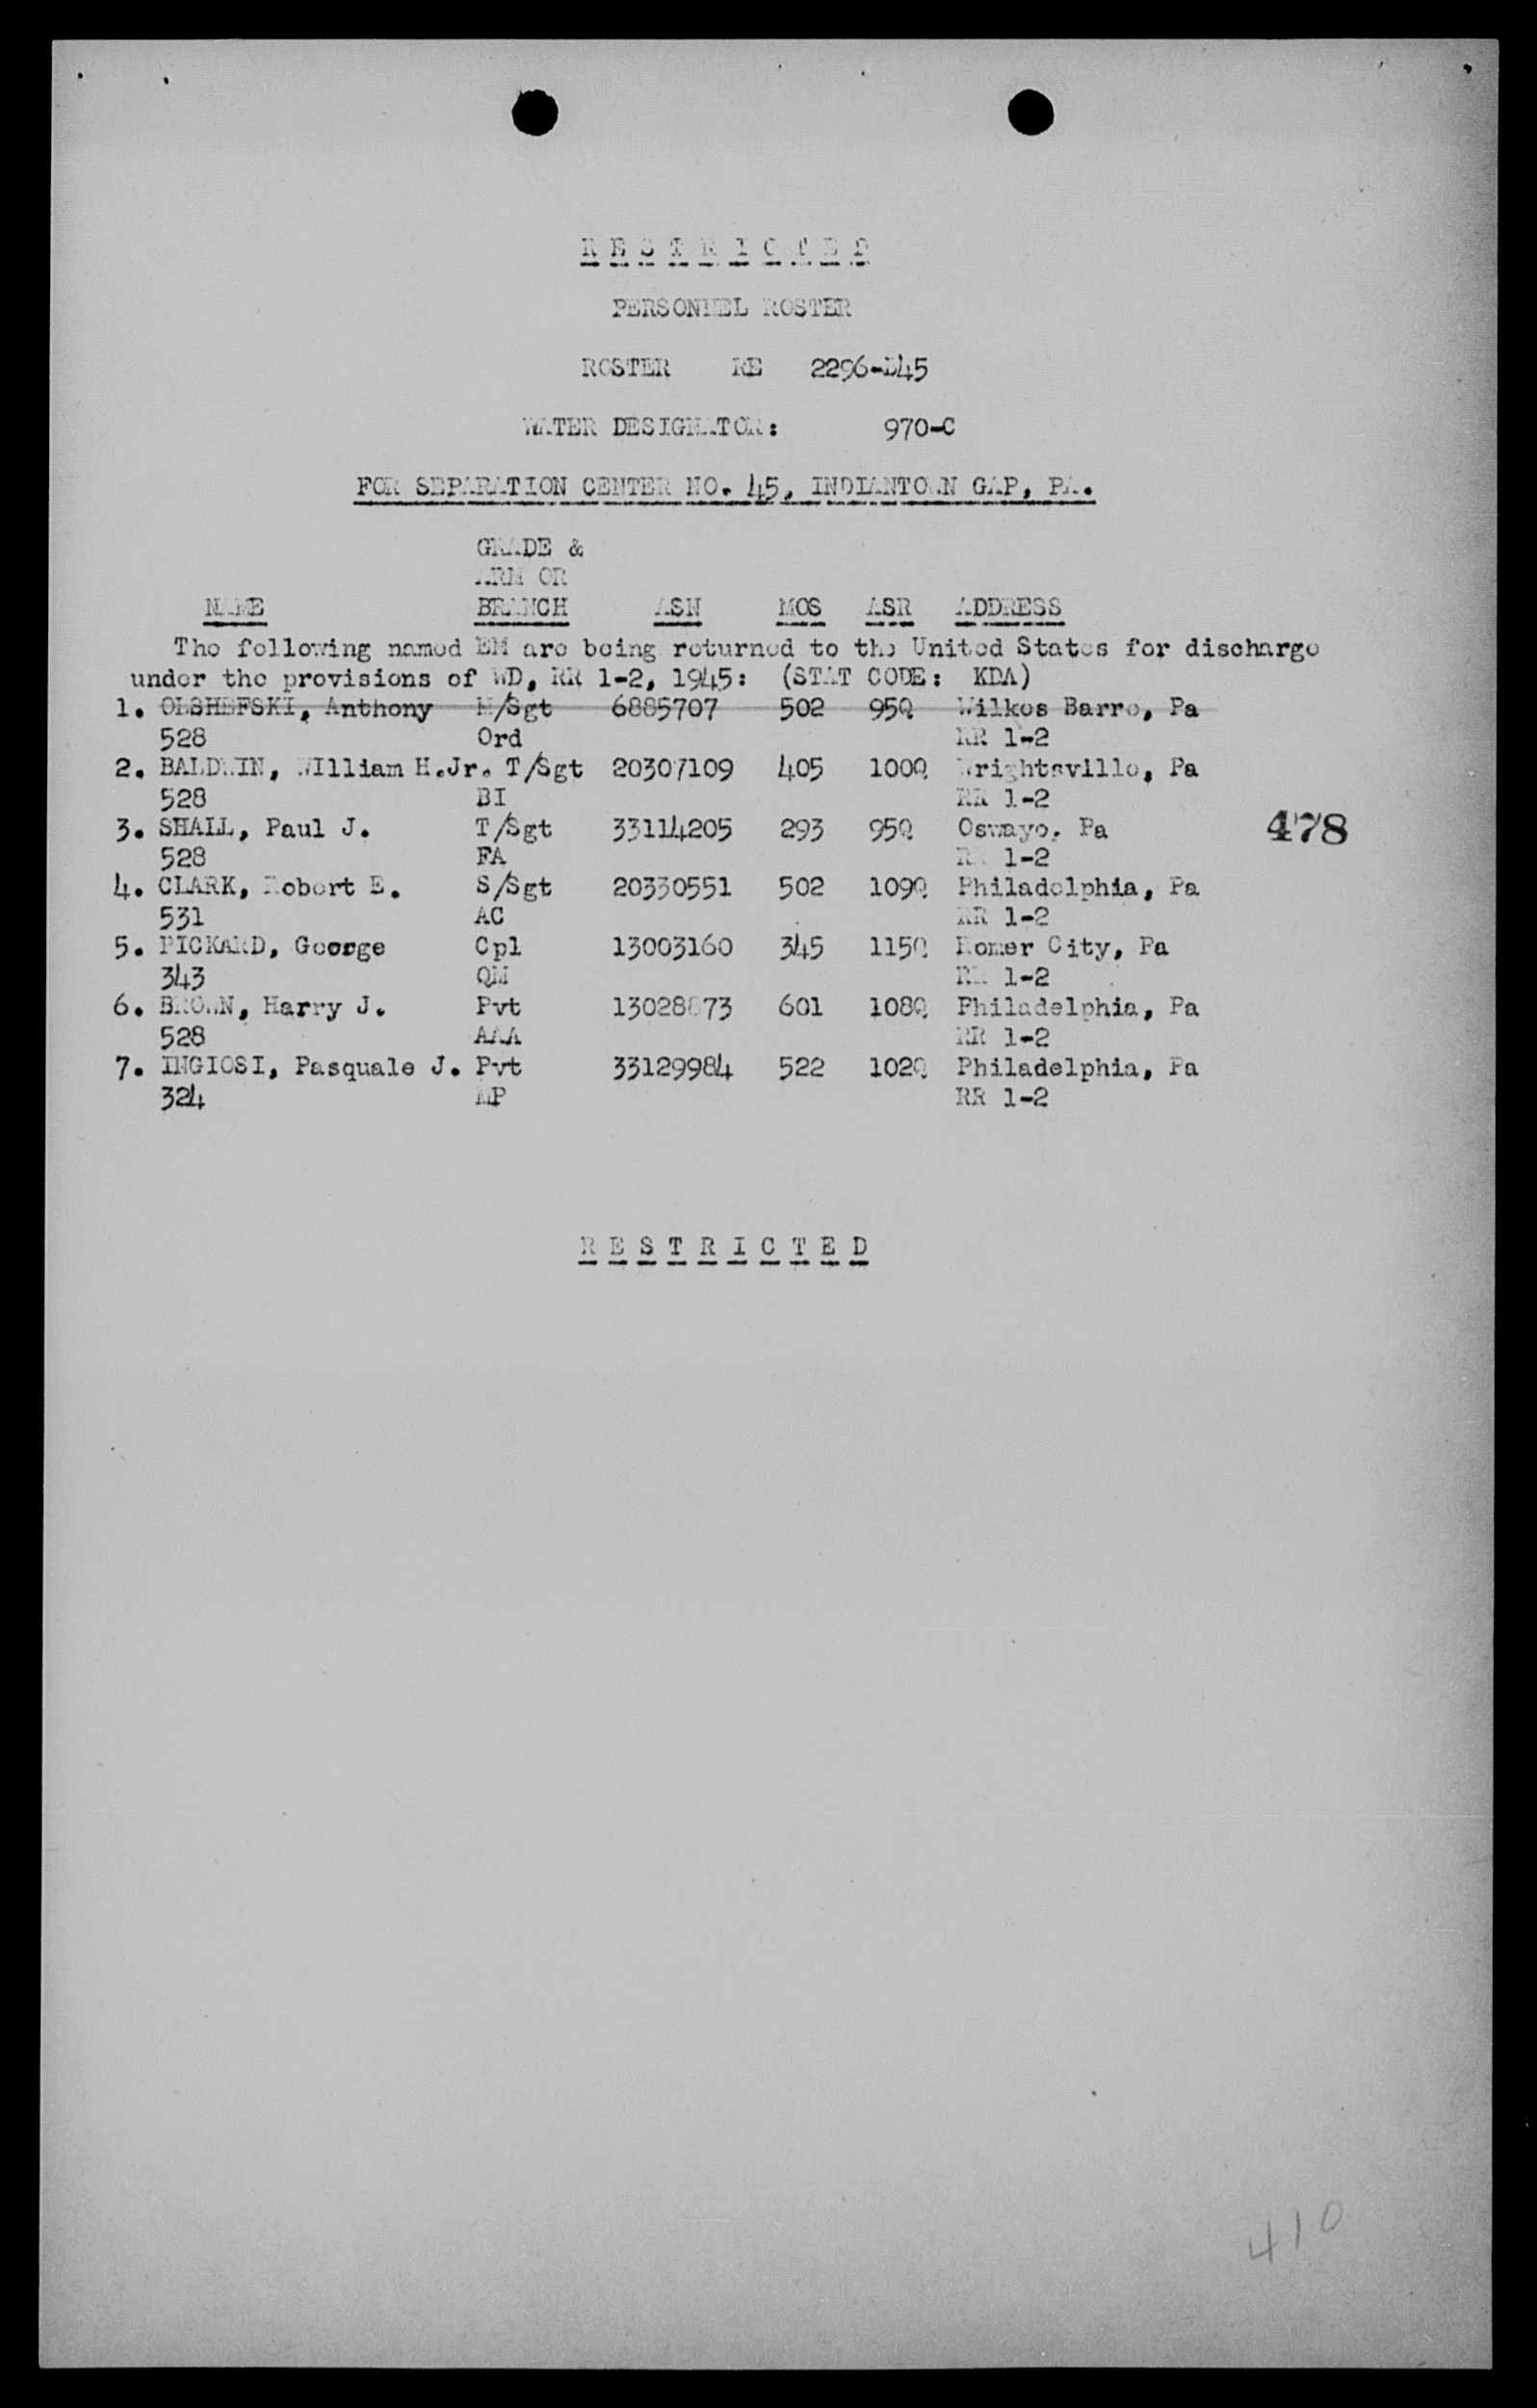 RESTRICTED
PERSONNEL ROSTER
ROSTER RE 2296-D45
WATER DESIGNATOR: 970-C
FOR SEPARATION CENTER NO. 45, INDIANTOWN GAP, PA.
GRADE &
ARM OR
NAME BRANCH ASN MOS ASR ADDRESS
The following named EM are being returned to the United States for discharge
under the provisions of WD, RR 1-2, 1945: (STAT CODE: KDA)
1. OLSHEFSKI, Anthony M/Sgt 6885707 502 95Q Wilkes Barre, Pa
528 Ord RR 1-2
2. BALDWIN, WIlliam H.Jr. T/Sgt 20307109 405 100Q Wrightsville, Pa
528 BI RR 1-2
3. SHALL, Paul J. T/Sgt 33114205 293 95Q Oswayo, Pa 478
528 FA RR 1-2
4. CLARK, Robert E. S/Sgt 20330551 502 109Q Philadelphia, Pa
531 AC RR 1-2
5. PICKARD, George Cpl 13003160 345 115Q Homer City, Pa
343 QM RR 1-2
6. BROWN, Harry J. Pvt 13028873 601 108Q Philadelphia, Pa
528 AAA RR 1-2
7. INGIOSI, Pasquale J. Pvt 33129984 522 102Q Philadelphia, Pa
324 MP RR 1-2
RESTRICTED
410